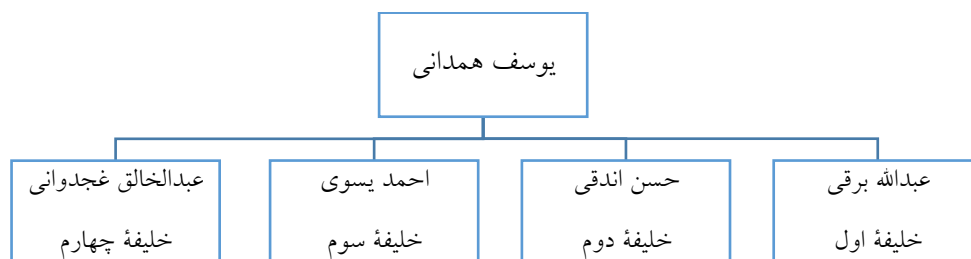 یوسف همدانی
عبدالله برقی
خلیفهٔ اول
حسن اندقی
خلیفهٔ دوم
احمد یسوی
خلیفهٔ سوم
عبدالخالق غجدوانی
خلیفهٔ چهارم